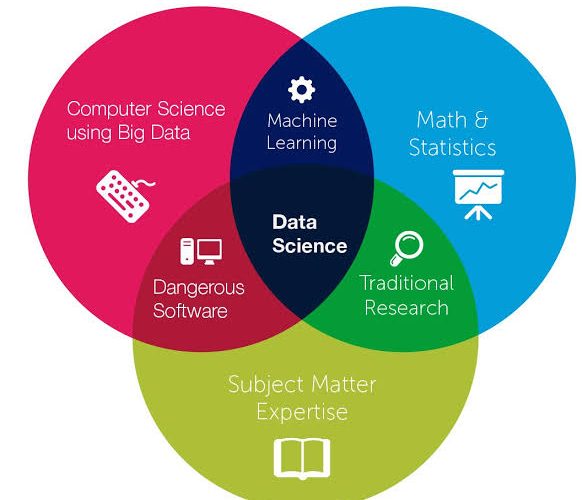 Computer Science
using Big Data
Machine
Learning
Math &
Statistics
Data
Science
Dangerous
Software
Traditional
Research
Subject Matter
Expertise